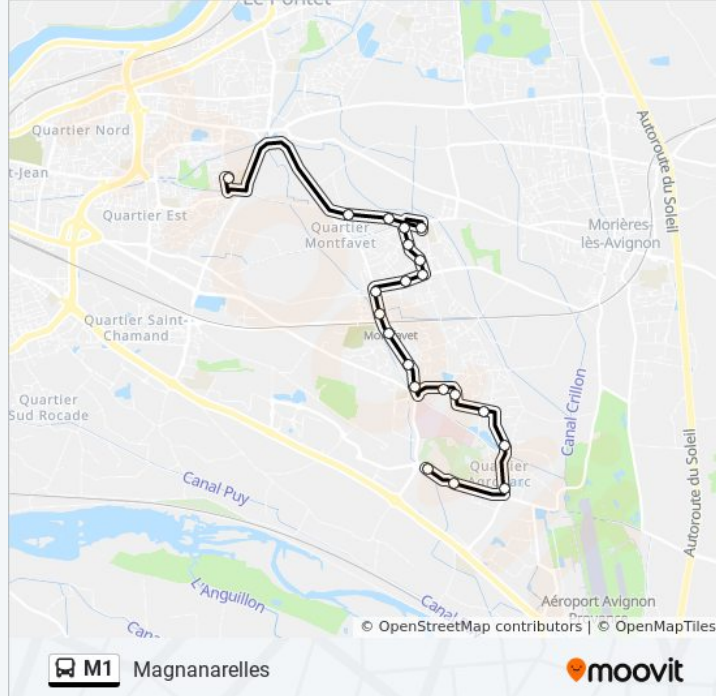 Le Pontet
Quartier Nord
t-Jean
Quartier Est
Quartier
Montfavet
Morières-
lès-Avignon
Autoroute du Soleil
Quartier Saint-
Chamand
Quartier
Sud Rocade
Canal Crillon
Quartier
Canal Puy
Autoroute du Soleil
L'Anguillon
Aéroport Avignon
Provence
© OpenStreetMap contributors | © OpenMapTiles
M1 Magnanarelles
moovit